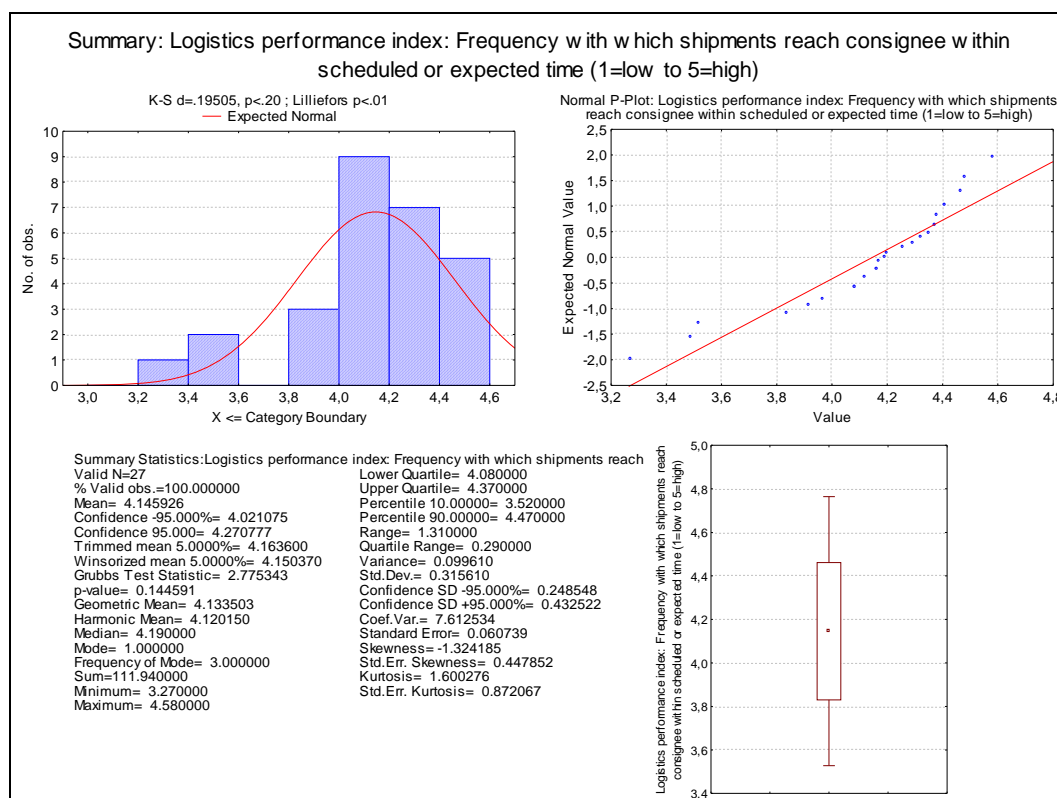 Summary: Logistics performance index: Frequency with which shipments reach consignee within
scheduled or expected time (1=low to 5=high)
K-S d=.19505, p<.20 ; Lilliefors p<.01
Expected Normal
10
9
8
7
6
5
4
3
2
1
0
No. of obs.
3,0 3,2 3,4 3,6 3,8 4,0 4,2 4,4 4,6
X <= Category Boundary
Normal P-Plot: Logistics performance index: Frequency with which shipments
reach consignee within scheduled or expected time (1=low to 5=high)
2,5
2,0
1,5
1,0
0,5
0,0
-0,5
-1,0
-1,5
-2,0
-2,5
Expected Normal Value
3,2 3,4 3,6 3,8 4,0 4,2 4,4 4,6 4,8
Value
Summary Statistics:Logistics performance index: Frequency with which shipments reach
Valid N=27
% Valid obs.=100.000000
Mean= 4.145926
Confidence -95.000%= 4.021075
Confidence 95.000= 4.270777
Trimmed mean 5.0000%= 4.163600
Winsorized mean 5.0000%= 4.150370
Grubbs Test Statistic= 2.775343
p-value= 0.144591
Geometric Mean= 4.133503
Harmonic Mean= 4.120150
Median= 4.190000
Mode= 1.000000
Frequency of Mode= 3.000000
Sum=111.940000
Minimum= 3.270000
Maximum= 4.580000
Lower Quartile= 4.080000
Upper Quartile= 4.370000
Percentile 10.00000= 3.520000
Percentile 90.00000= 4.470000
Range= 1.310000
Quartile Range= 0.290000
Variance= 0.099610
Std.Dev.= 0.315610
Confidence SD -95.000%= 0.248548
Confidence SD +95.000%= 0.432522
Coef.Var.= 7.612534
Standard Error= 0.060739
Skewness= -1.324185
Std.Err. Skewness= 0.447852
Kurtosis= 1.600276
Std.Err. Kurtosis= 0.872067
Logistics performance index: Frequency with which shipments reach
consignee within scheduled or expected time (1=low to 5=high)
5,0
4,8
4,6
4,4
4,2
4,0
3,8
3,6
3,4